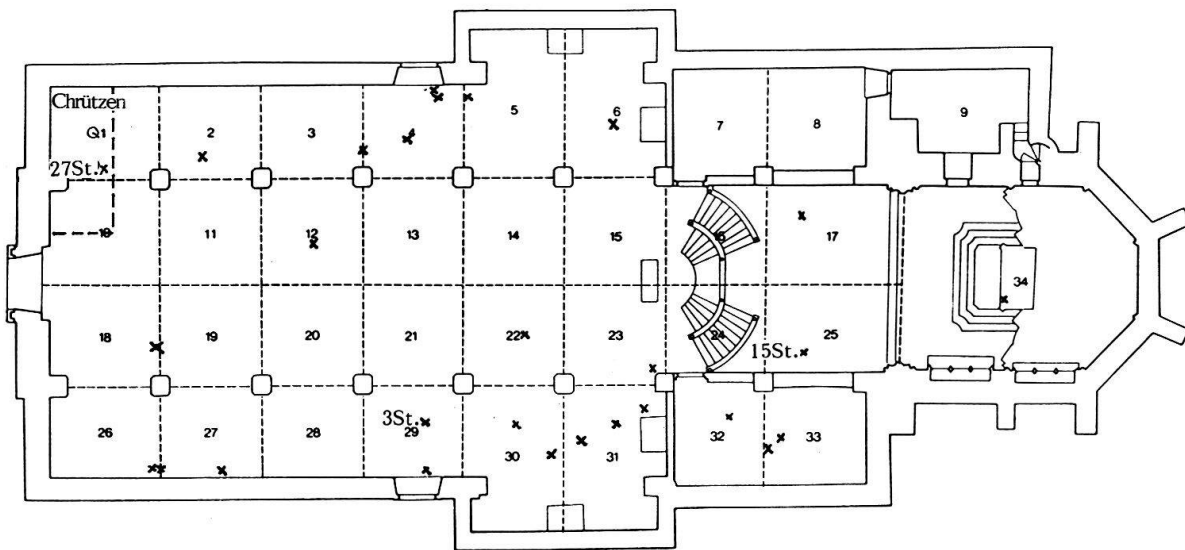 Chrützen
Q1 2 3 4 5 6 7 8 9
27St.
10 11 12 13 14 15 16 17
34
18 19 20 21 22 23 24 25
15St.
3St.
26 27 28 29 30 31 32 33